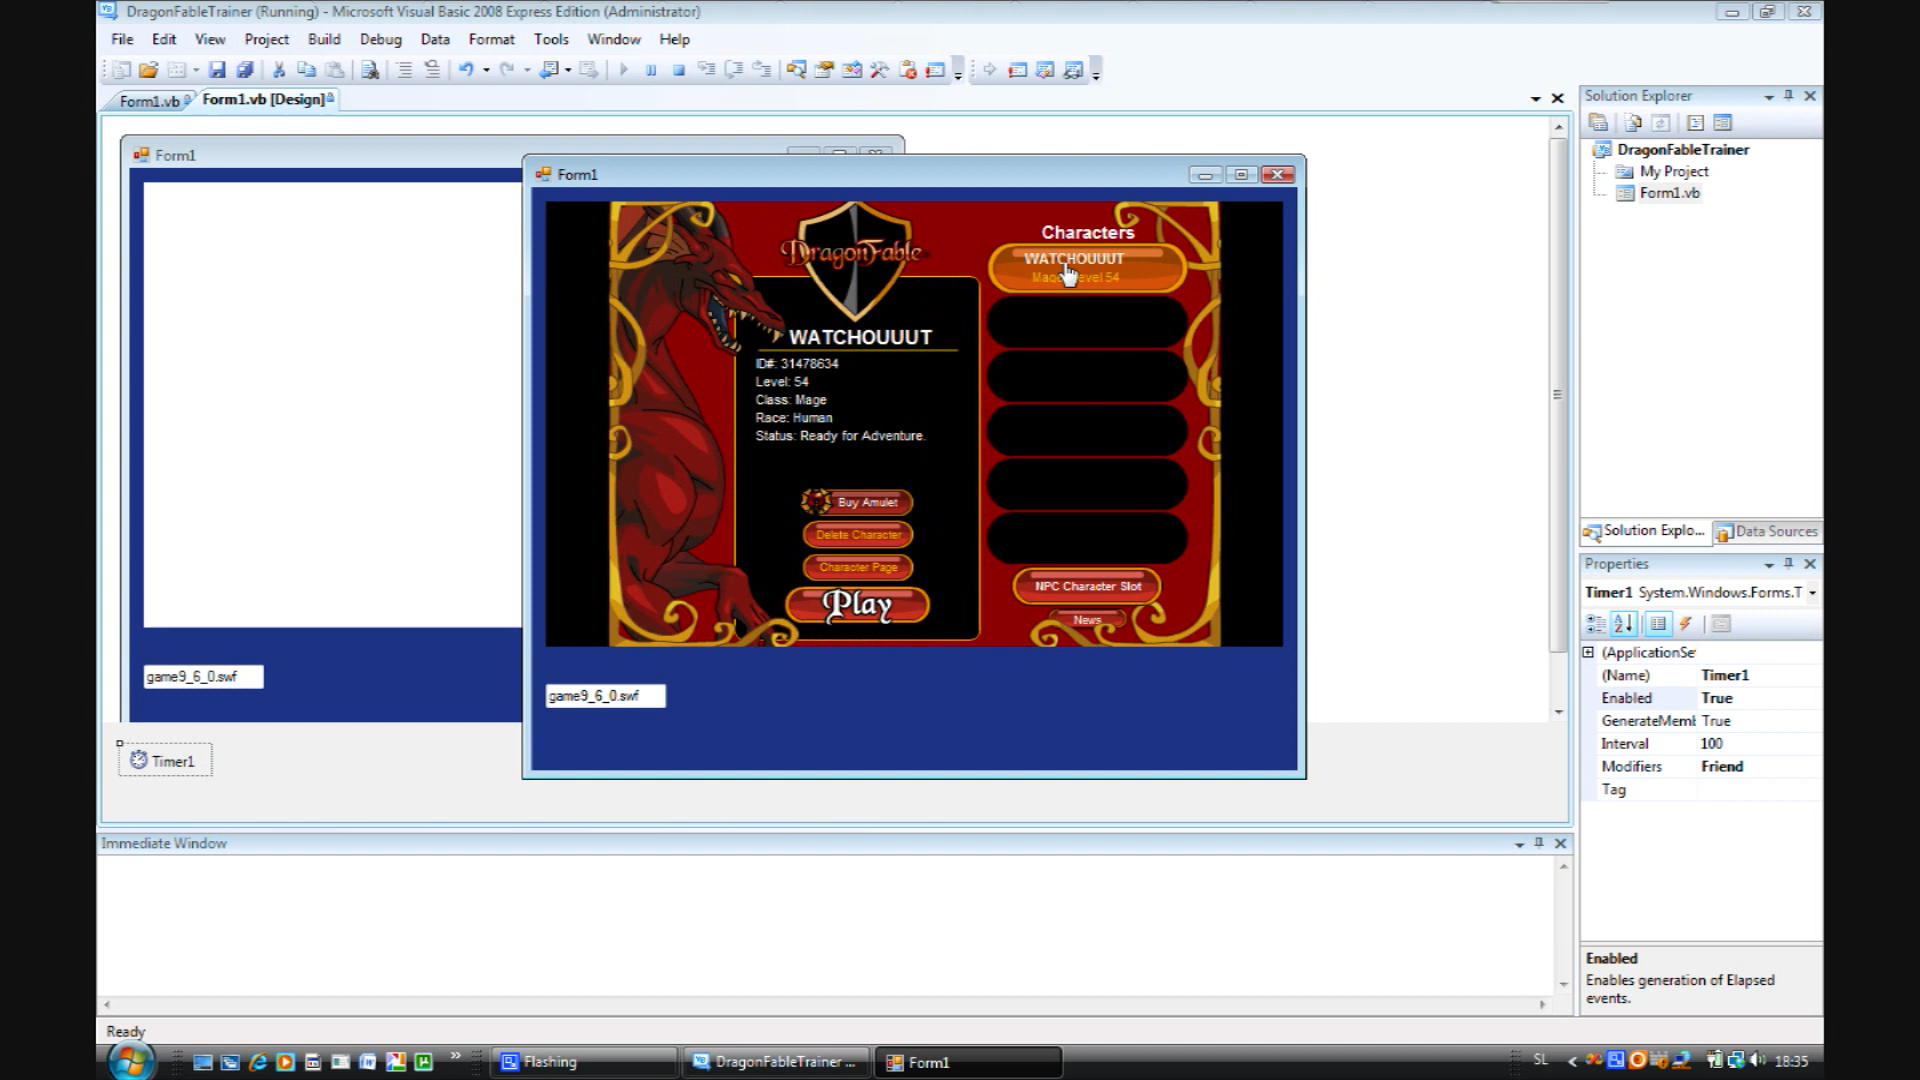 DragonFableTrainer (Running) - Microsoft Visual Basic 2008 Express Edition (Administrator)
File Edit View Project Build Debug Data Format Tools Window Help
Form1.vb Form1.vb [Design]
Form1
game9_6_0.swf
Timer1
Form1
DragonFable
WATCHOUUUT
ID#: 31478634
Level: 54
Class: Mage
Race: Human
Status: Ready for Adventure.
Buy Amulet
Delete Character
Character Page
Play
Characters
WATCHOUUUT
Mage Level 54
NPC Character Slot
News
game9_6_0.swf
Solution Explorer
DragonFableTrainer
My Project
Form1.vb
Solution Explo... Data Sources
Properties
Timer1 System.Windows.Forms.T
(ApplicationSe
(Name) Timer1
Enabled True
GenerateMemb True
Interval 100
Modifiers Friend
Tag
Enabled
Enables generation of Elapsed
events.
Immediate Window
Ready
Flashing DragonFableTrainer ... Form1 SL 18:35